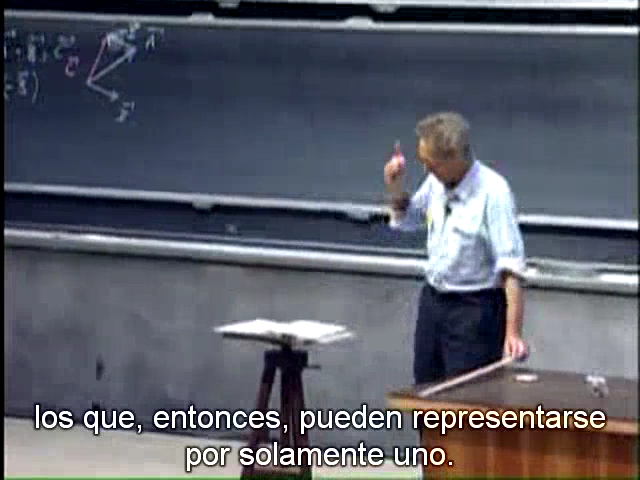 los que, entonces, pueden representarse
por solamente uno.